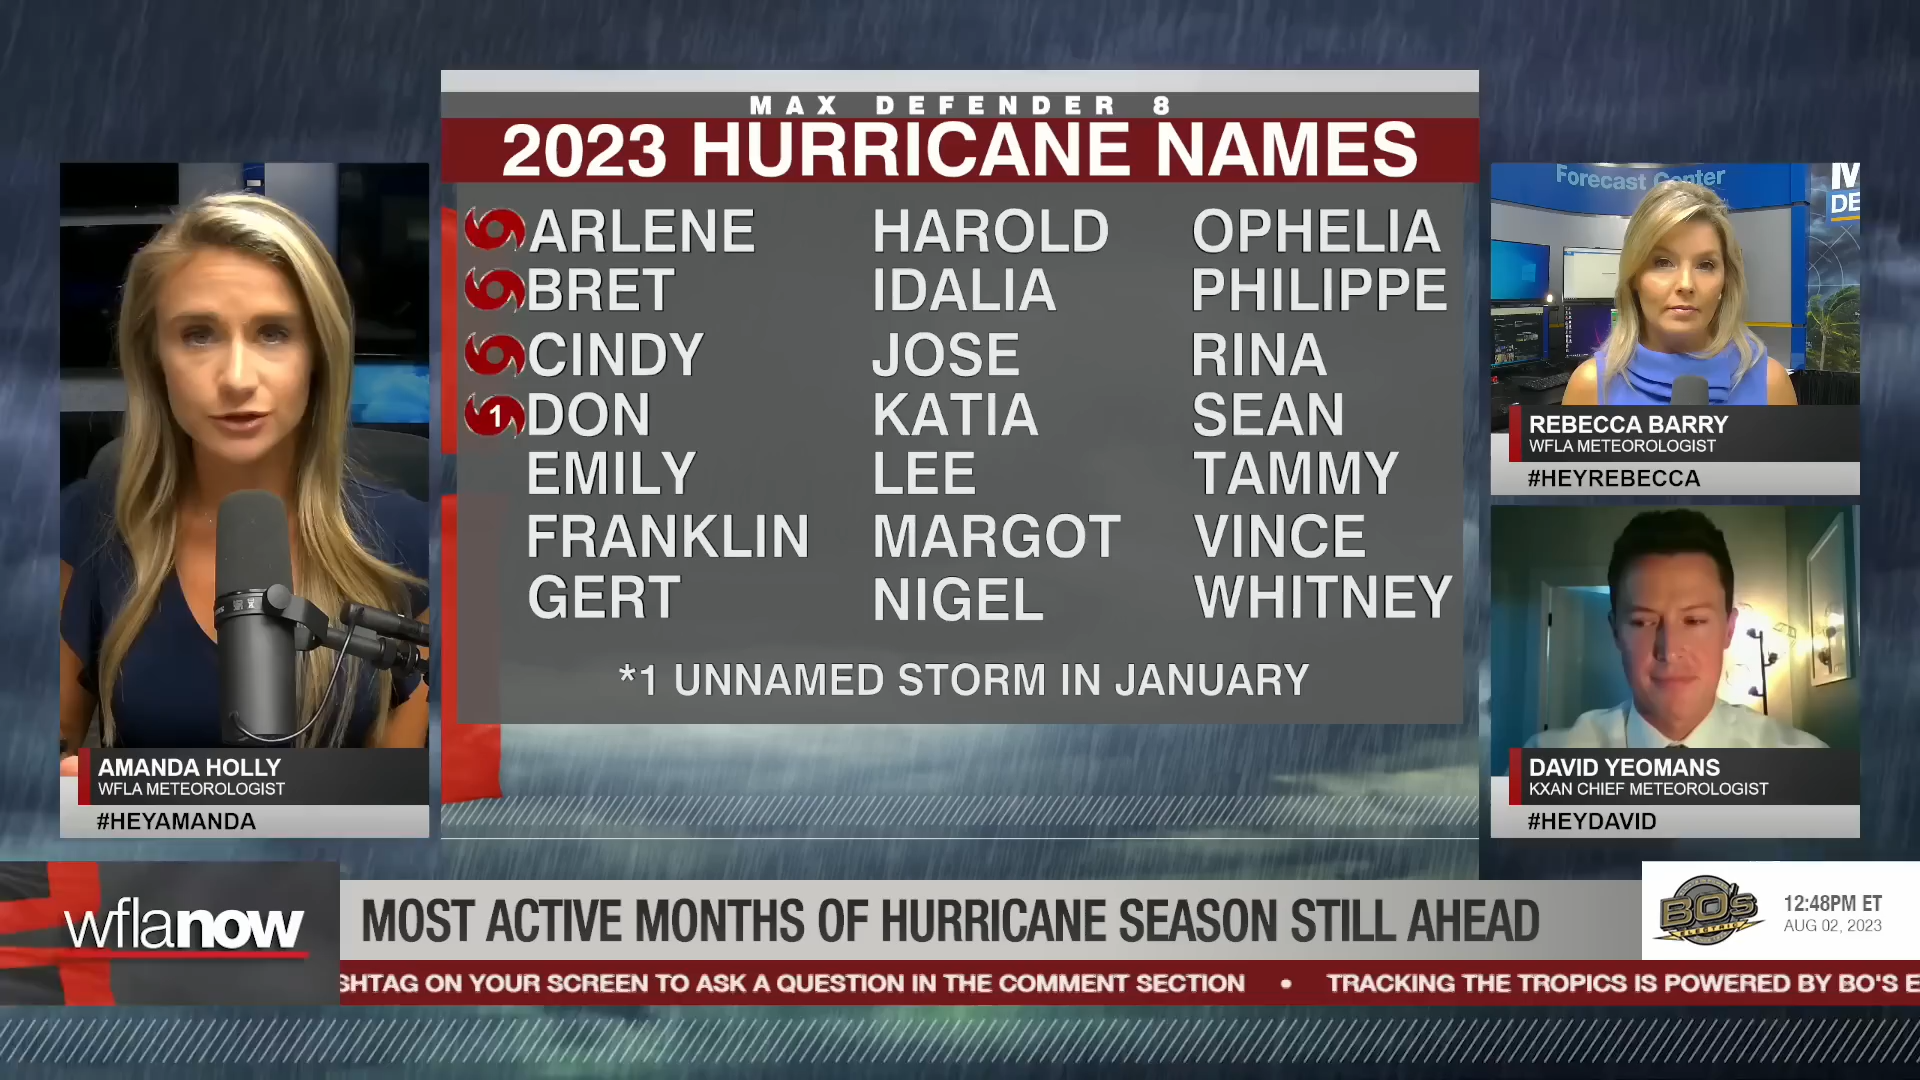 MAX DEFENDER 8
2023 HURRICANE NAMES
ARLENE
BRET
CINDY
1 DON
EMILY
FRANKLIN
GERT
HAROLD
IDALIA
JOSE
KATIA
LEE
MARGOT
NIGEL
OPHELIA
PHILIPPE
RINA
SEAN
TAMMY
VINCE
WHITNEY
*1 UNNAMED STORM IN JANUARY
AMANDA HOLLY
WFLA METEOROLOGIST
#HEYAMANDA
Forecast Center
M
DE
REBECCA BARRY
WFLA METEOROLOGIST
#HEYREBECCA
DAVID YEOMANS
KXAN CHIEF METEOROLOGIST
#HEYDAVID
wflanow
MOST ACTIVE MONTHS OF HURRICANE SEASON STILL AHEAD
BO's
ELECTRIC
12:48PM ET
AUG 02, 2023
SHTAG ON YOUR SCREEN TO ASK A QUESTION IN THE COMMENT SECTION • TRACKING THE TROPICS IS POWERED BY BO'S E